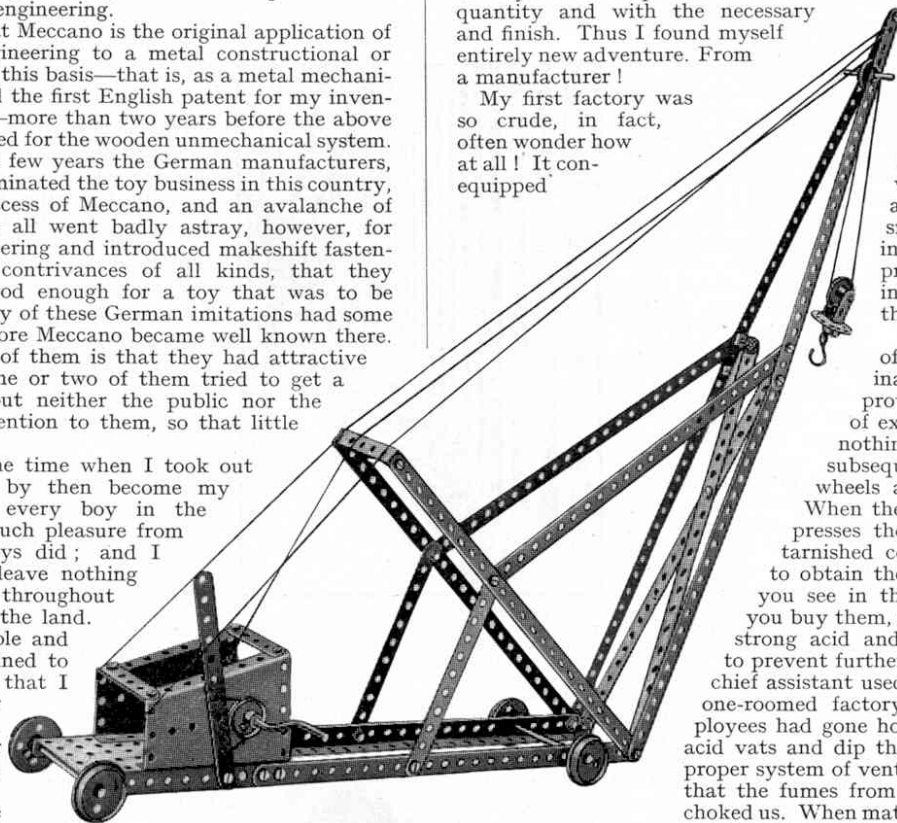 engineering.
Meccano is the original application of
ineering to a metal constructional or
this basis—that is, as a metal mechani-
the first English patent for my inven-
—more than two years before the above
ed for the wooden unmechanical system.
few years the German manufacturers,
minated the toy business in this country,
cess of Meccano, and an avalanche of
all went badly astray, however, for
ering and introduced makeshift fasten-
contrivances of all kinds, that they
od enough for a toy that was to be
y of these German imitations had some
ore Meccano became well known there.
of them is that they had attractive
ne or two of them tried to get a
out neither the public nor the
ention to them, so that little
ne time when I took out
by then become my
every boy in the
uch pleasure from
ys did ; and I
leave nothing
throughout
the land.
ble and
ned to
that I
quantity and with the necessary
and finish. Thus I found myself
entirely new adventure. From
a manufacturer !
My first factory was
so crude, in fact,
often wonder how
at all ! It con-
equipped
a
in
pr
in
th
of
ina
pro
of ex
nothin
subsequ
wheels a
When the
presses the
tarnished co
to obtain the
you see in th
you buy them,
strong acid and
to prevent further
chief assistant used
one-roomed factory
ployees had gone ho
acid vats and dip th
proper system of vent
that the fumes from
choked us. When mat